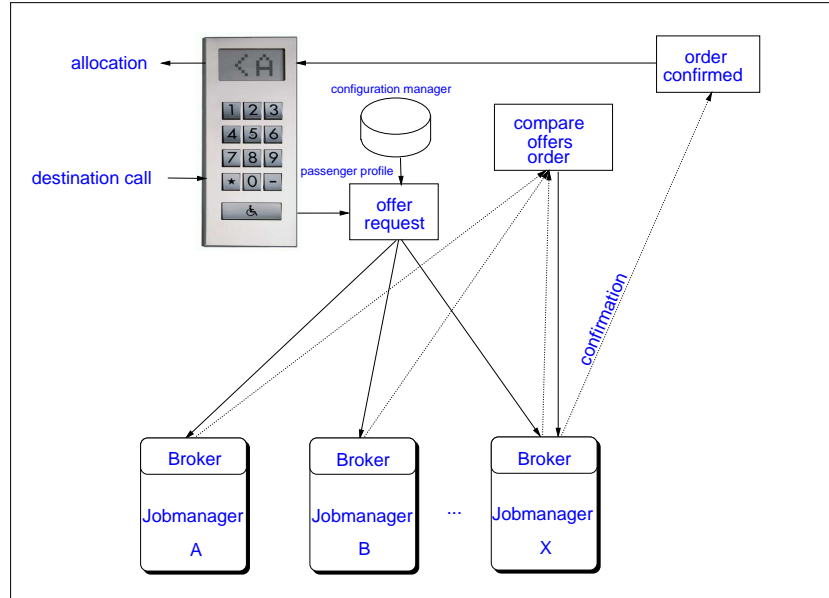 allocation
<A
order
confirmed
configuration manager
compare
offers
order
1 2 3
4 5 6
7 8 9
* 0 -
destination call
passenger profile
offer
request
confirmation
Broker
Jobmanager
A
Broker
Jobmanager
B
...
Broker
Jobmanager
X